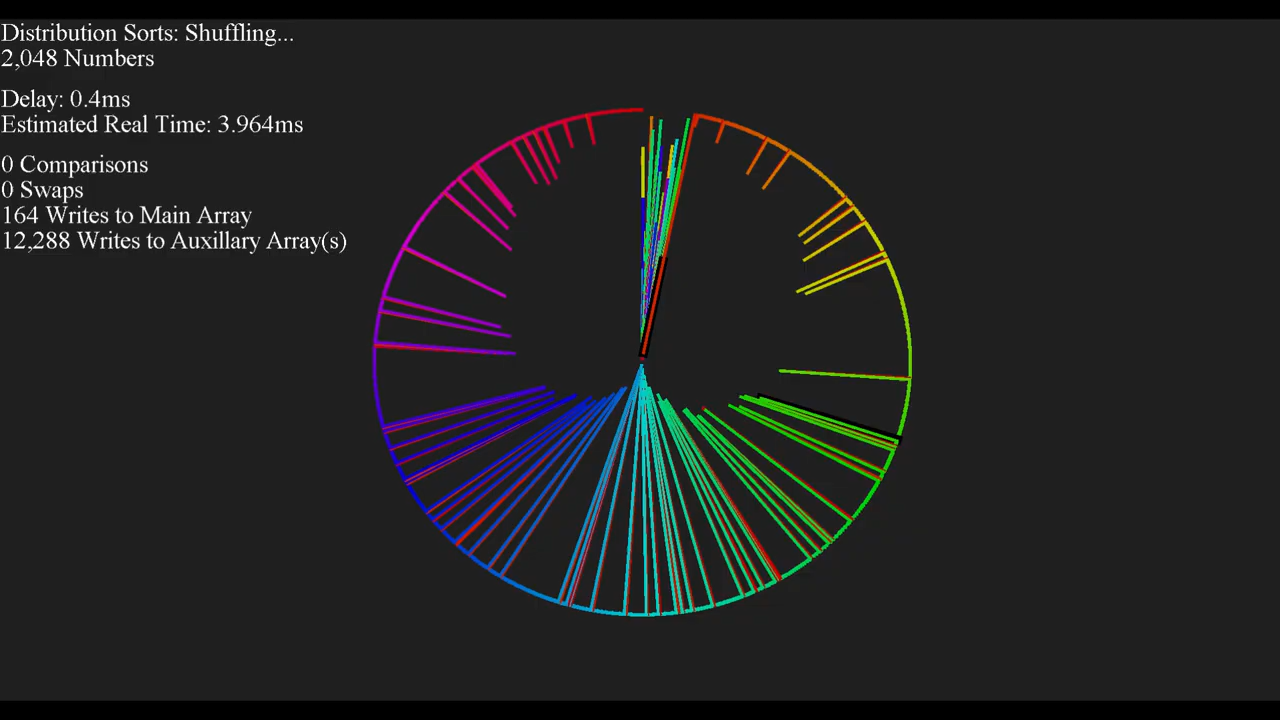 Distribution Sorts: Shuffling...
2,048 Numbers
Delay: 0.4ms
Estimated Real Time: 3.964ms
0 Comparisons
0 Swaps
164 Writes to Main Array
12,288 Writes to Auxillary Array(s)